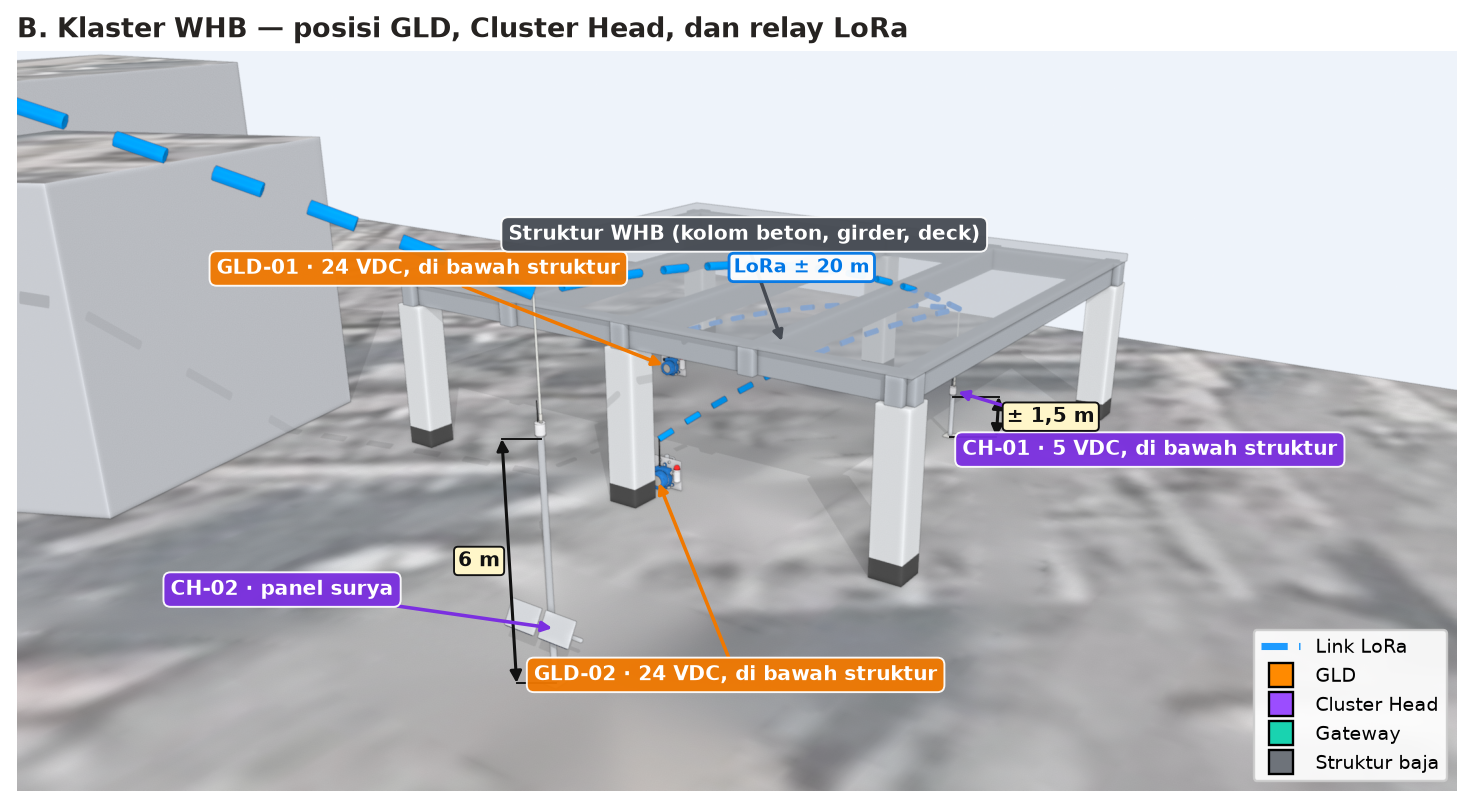 B. Klaster WHB — posisi GLD, Cluster Head, dan relay LoRa
Struktur WHB (kolom beton, girder, deck)
GLD-01 · 24 VDC, di bawah struktur
LoRa ± 20 m
± 1,5 m
CH-01 · 5 VDC, di bawah struktur
6 m
CH-02 · panel surya
GLD-02 · 24 VDC, di bawah struktur
Link LoRa
GLD
Cluster Head
Gateway
Struktur baja